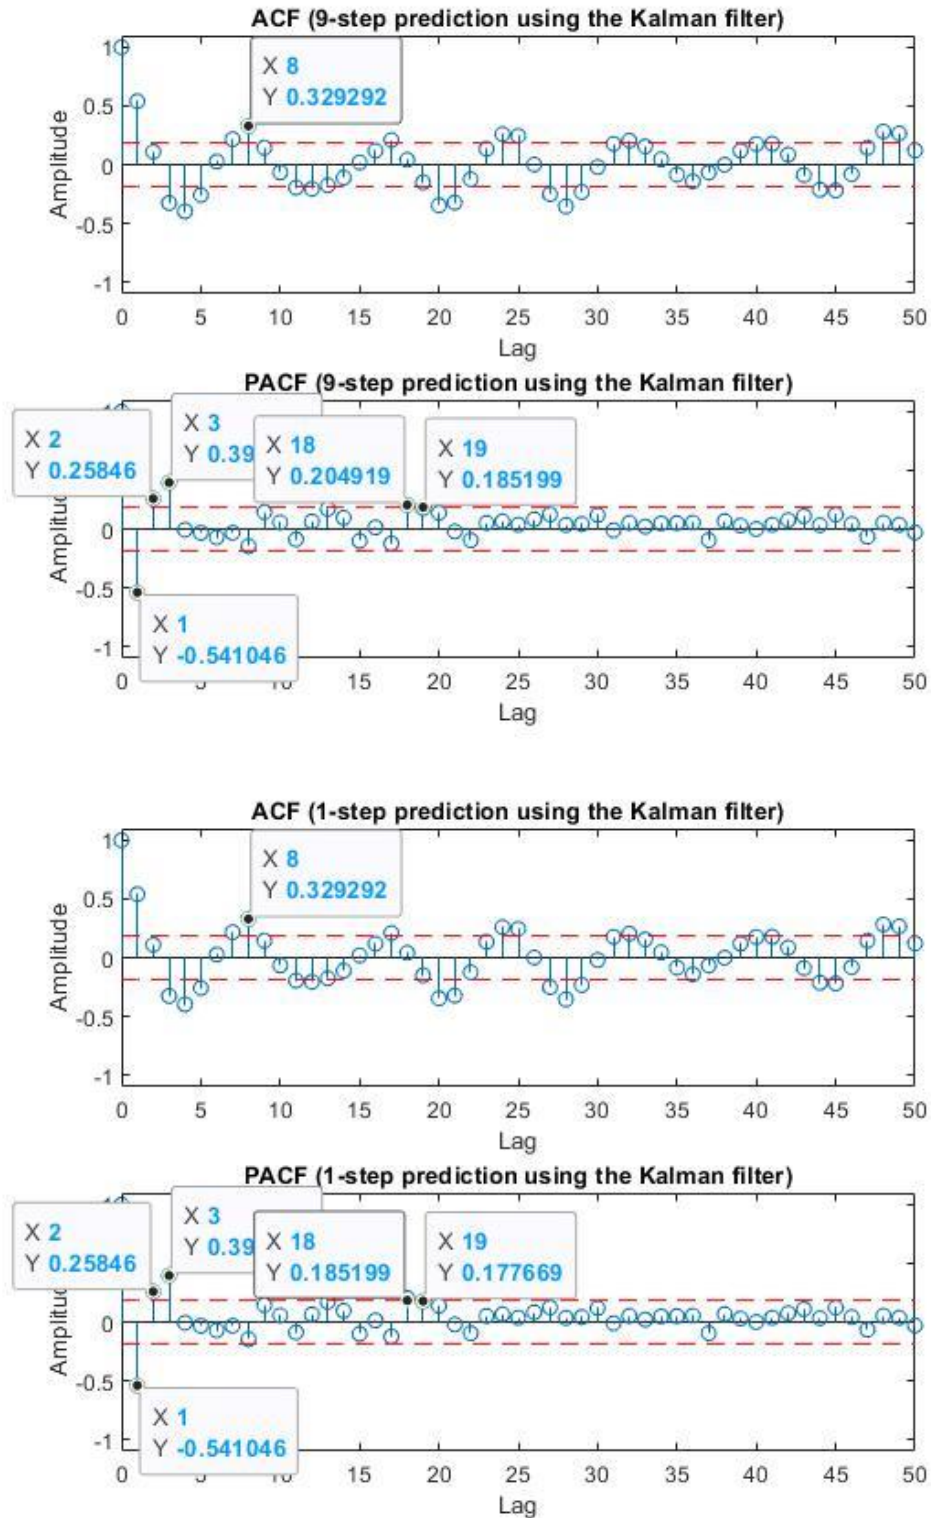 ACF (9-step prediction using the Kalman filter)
X 8
Y 0.329292
1
0.5
0
-0.5
-1
Amplitude
0 5 10 15 20 25 30 35 40 45 50
Lag
PACF (9-step prediction using the Kalman filter)
X 2
Y 0.25846
X 3
Y 0.39
X 18
Y 0.204919
X 19
Y 0.185199
0
-0.5
-1
X 1
Y -0.541046
0 5 10 15 20 25 30 35 40 45 50
Lag
ACF (1-step prediction using the Kalman filter)
X 8
Y 0.329292
1
0.5
0
-0.5
-1
Amplitude
0 5 10 15 20 25 30 35 40 45 50
Lag
PACF (1-step prediction using the Kalman filter)
X 2
Y 0.25846
X 3
Y 0.39
X 18
Y 0.185199
X 19
Y 0.177669
0
-0.5
-1
X 1
Y -0.541046
0 15 20 25 30 35 40 45 50
Lag